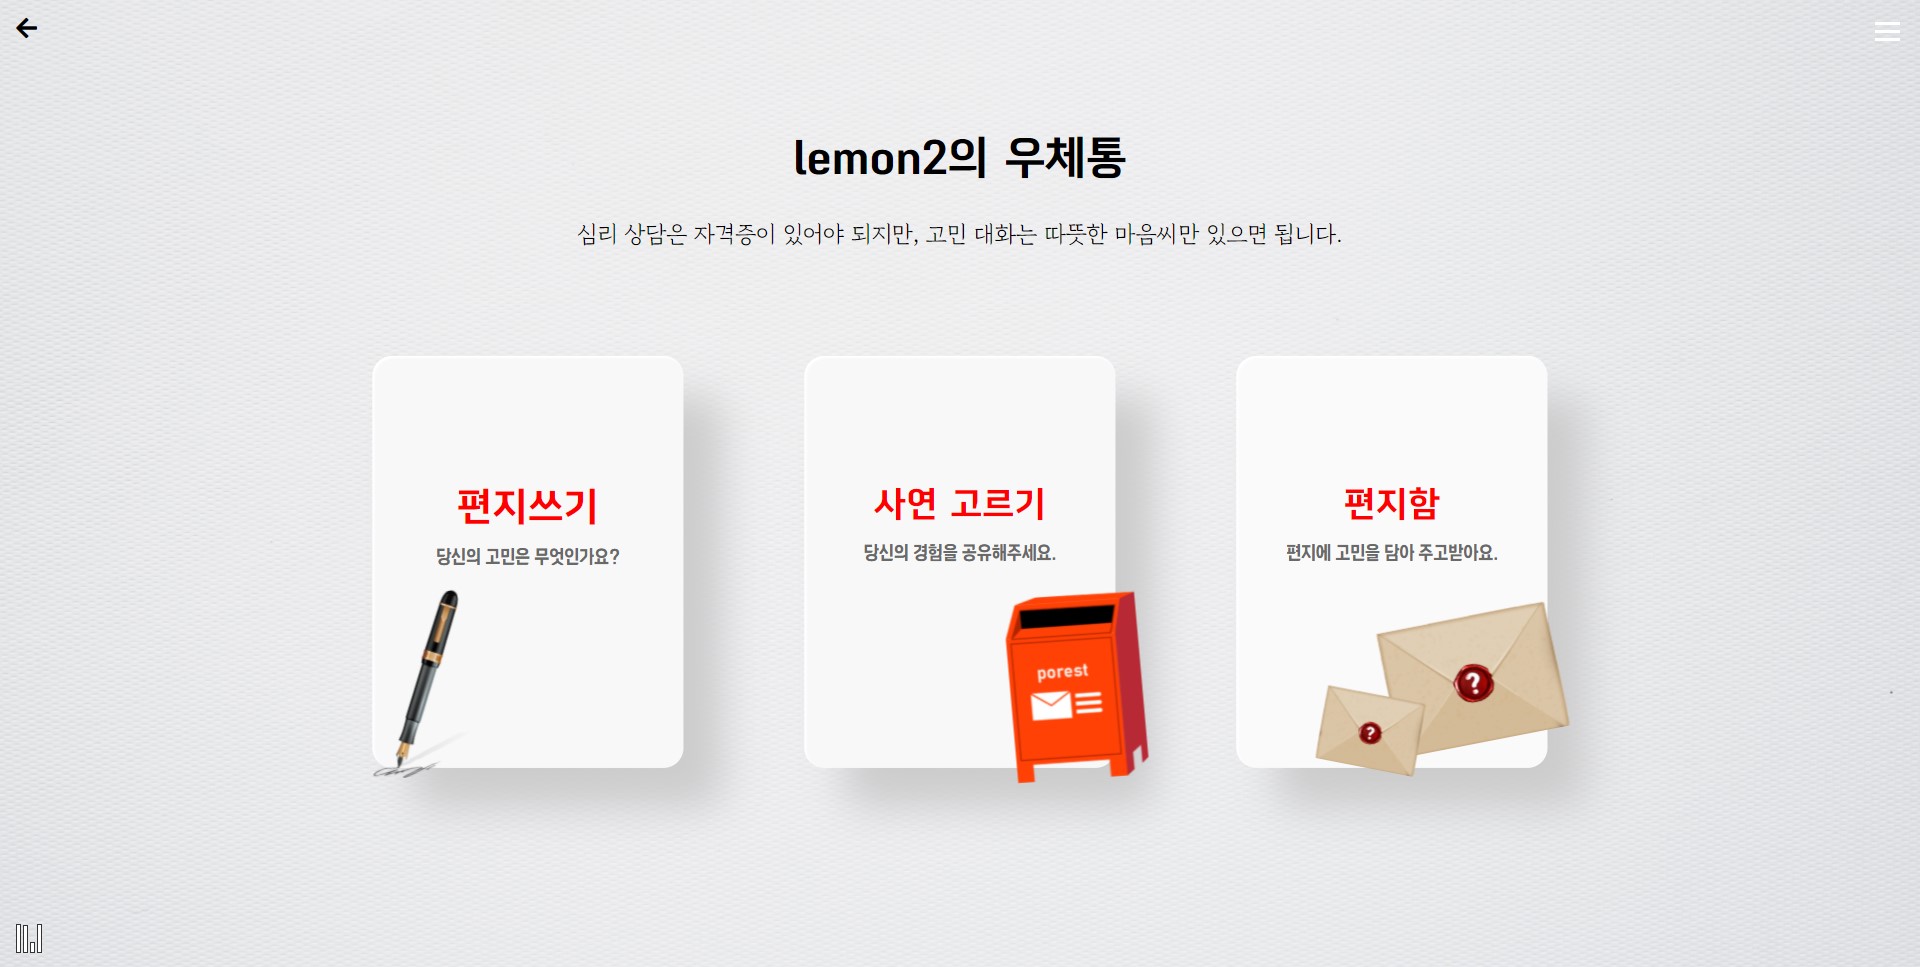 lemon2의 우체통
심리 상담은 자격증이 있어야 되지만, 고민 대화는 따뜻한 마음씨만 있으면 됩니다.
편지쓰기
당신의 고민은 무엇인가요?
사연 고르기
당신의 경험을 공유해주세요.
porest
편지함
편지에 고민을 담아 주고받아요.
?
?